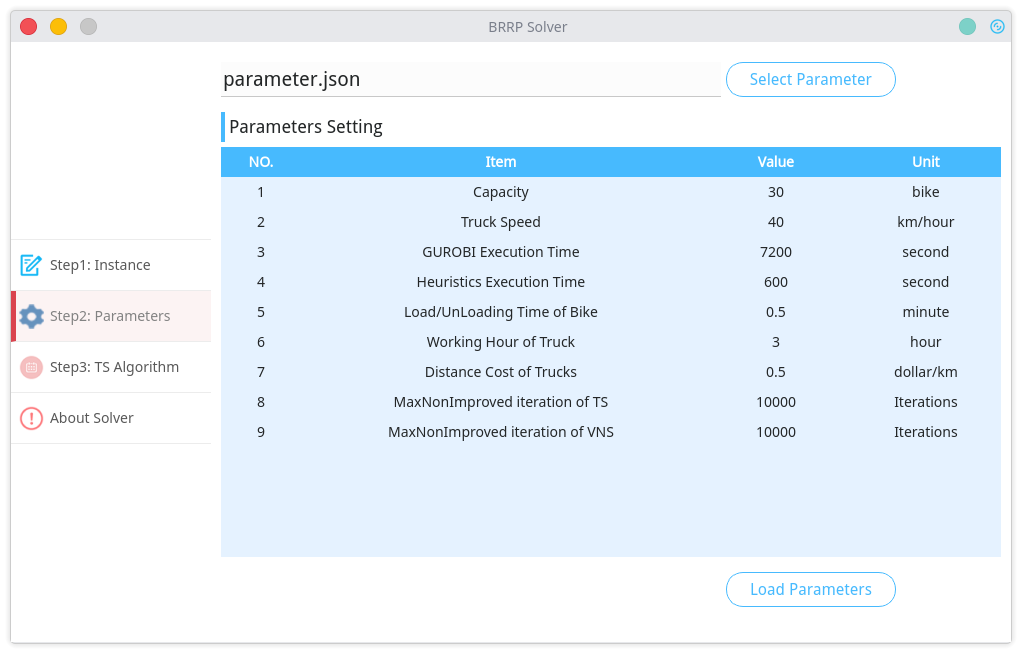 BRRP Solver
parameter.json
Select Parameter
Parameters Setting
NO. Item Value Unit
1 Capacity 30 bike
2 Truck Speed 40 km/hour
3 GUROBI Execution Time 7200 second
4 Heuristics Execution Time 600 second
5 Load/UnLoading Time of Bike 0.5 minute
6 Working Hour of Truck 3 hour
7 Distance Cost of Trucks 0.5 dollar/km
8 MaxNonImproved iteration of TS 10000 Iterations
9 MaxNonImproved iteration of VNS 10000 Iterations
Step1: Instance
Step2: Parameters
Step3: TS Algorithm
About Solver
Load Parameters